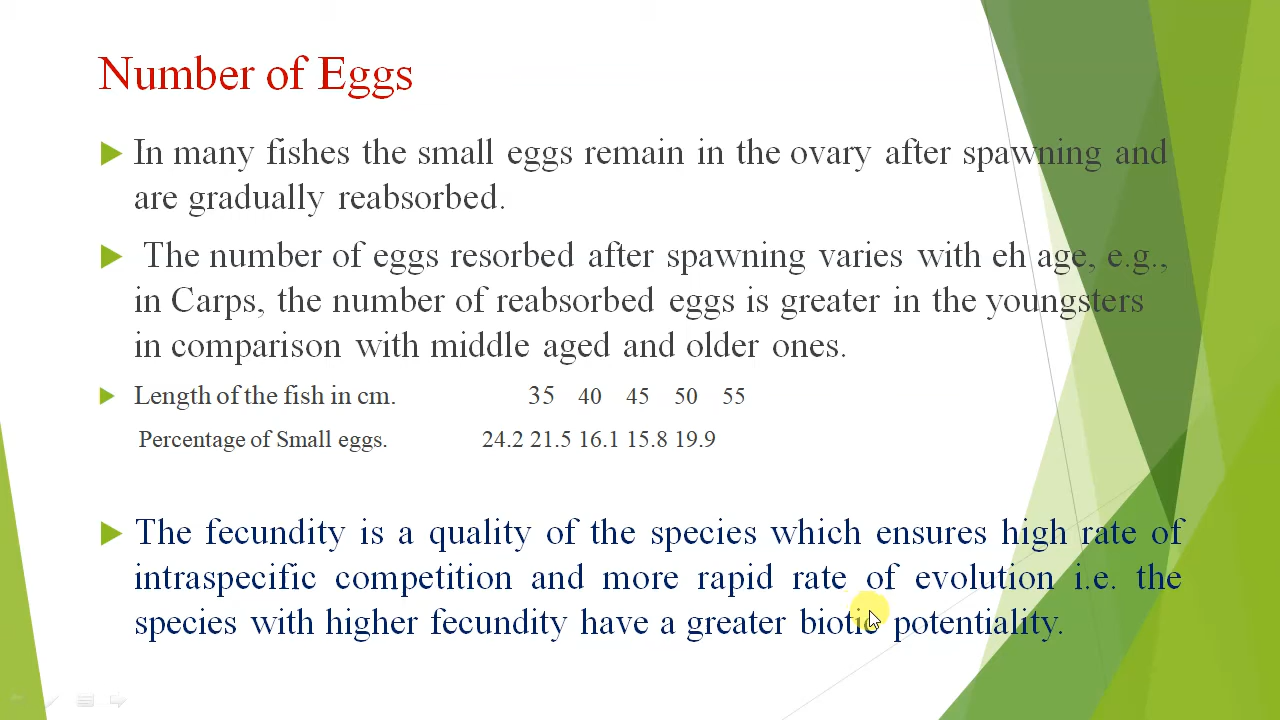 Number of Eggs
In many fishes the small eggs remain in the ovary after spawning and
are gradually reabsorbed.
The number of eggs resorbed after spawning varies with eh age, e.g.,
in Carps, the number of reabsorbed eggs is greater in the youngsters
in comparison with middle aged and older ones.
Length of the fish in cm. 35 40 45 50 55
Percentage of Small eggs. 24.2 21.5 16.1 15.8 19.9
The fecundity is a quality of the species which ensures high rate of
intraspecific competition and more rapid rate of evolution i.e. the
species with higher fecundity have a greater biotic potentiality.